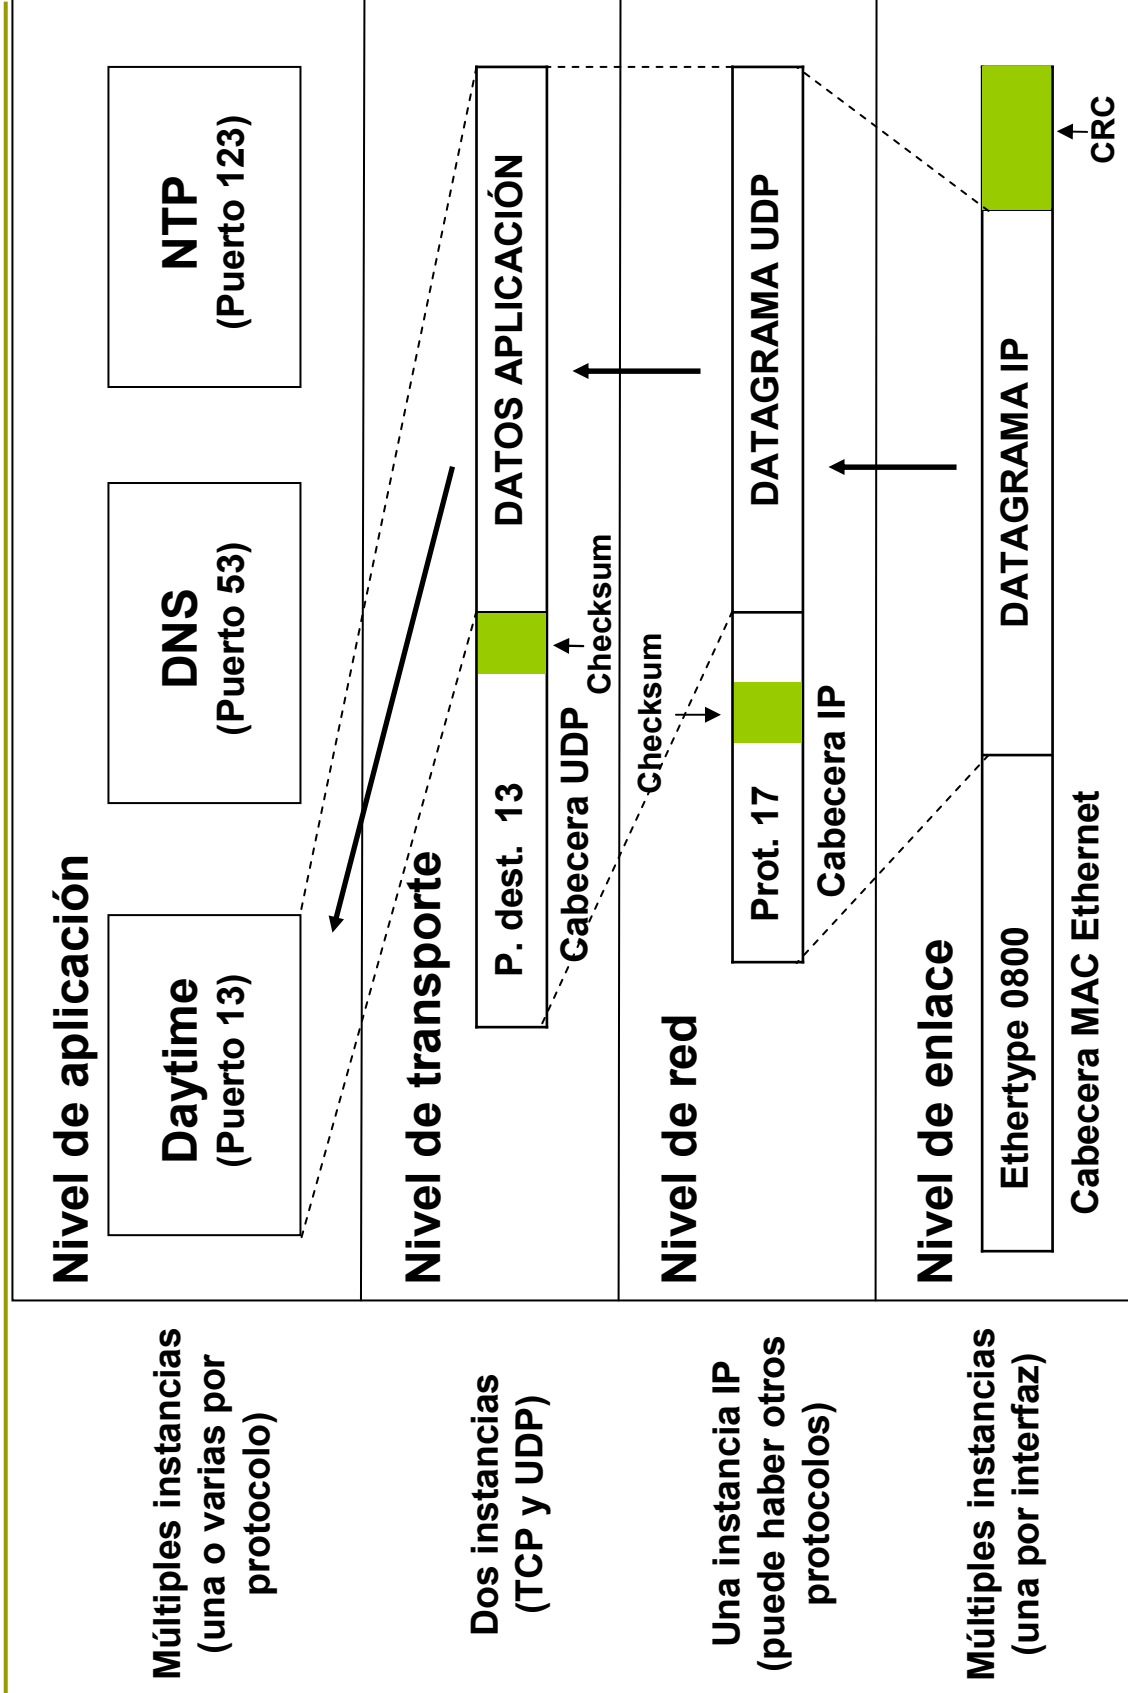 Múltiples instancias
(una o varias por
protocolo)
Nivel de aplicación
Daytime
(Puerto 13)
DNS
(Puerto 53)
NTP
(Puerto 123)
Dos instancias
(TCP y UDP)
Nivel de transporte
P. dest. 13
DATOS APLICACIÓN
Cabecera UDP
Checksum
Una instancia IP
(puede haber otros
protocolos)
Nivel de red
Checksum
Prot. 17
DATAGRAMA UDP
Cabecera IP
Múltiples instancias
(una por interfaz)
Nivel de enlace
Ethertype 0800
DATAGRAMA IP
Cabecera MAC Ethernet
CRC